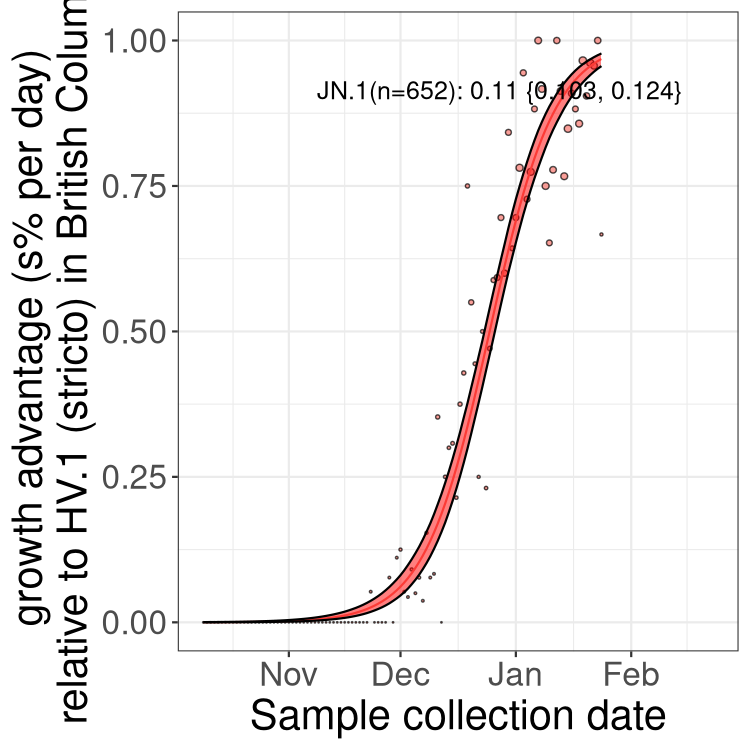 growth advantage (s% per day)
relative to HV.1 (stricto) in British Colum
1.00
0.75
0.50
0.25
0.00
JN.1(n=652): 0.11 {0.103, 0.124}
Nov Dec Jan Feb
Sample collection date